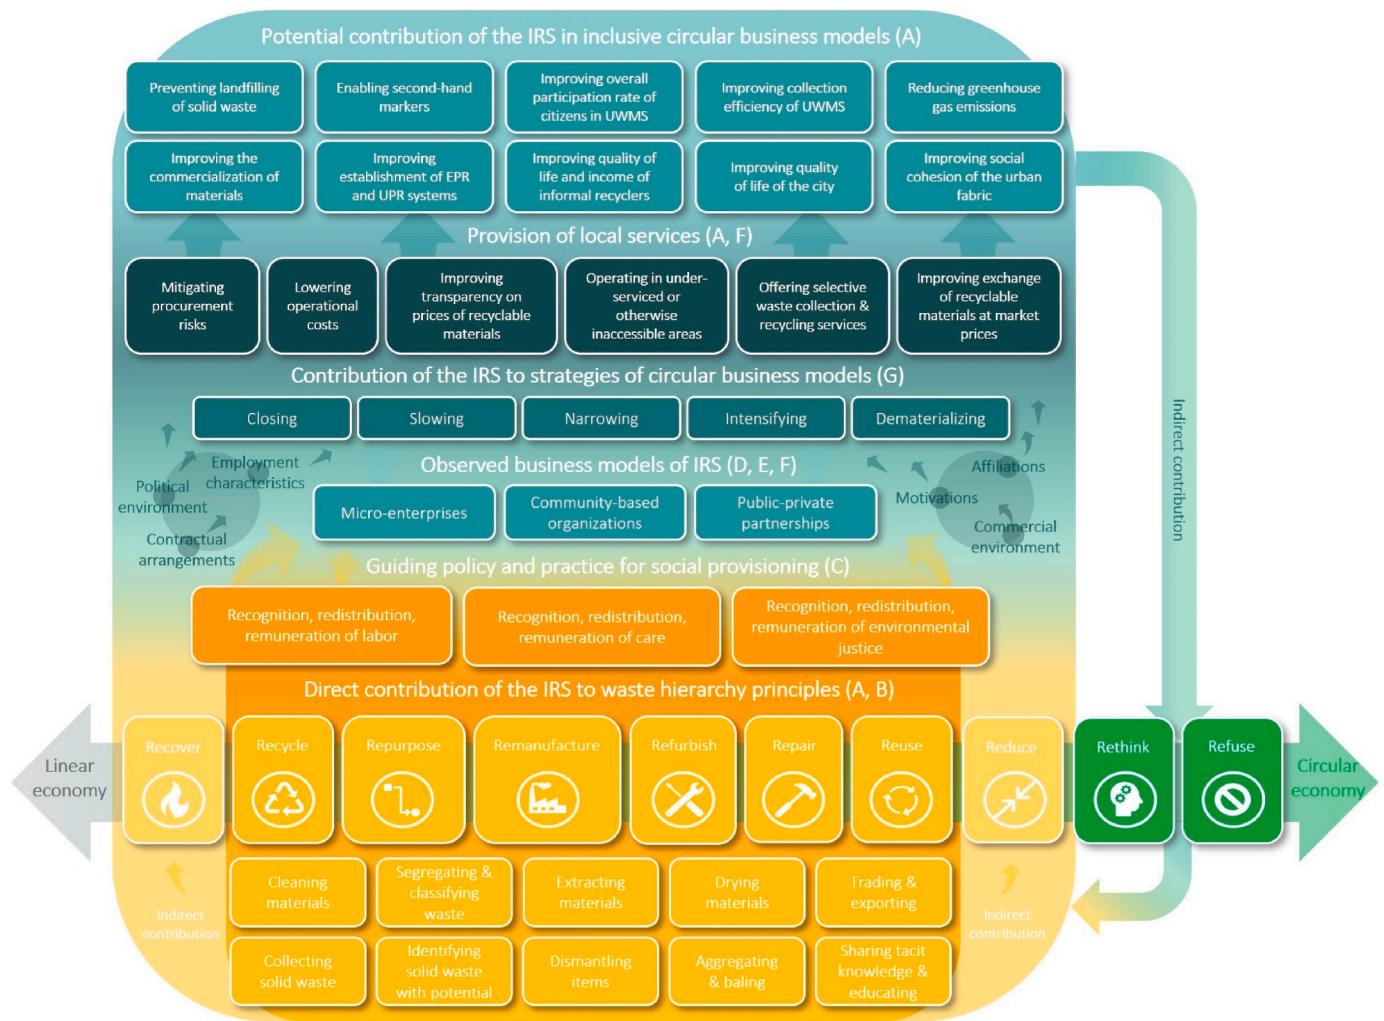 Potential contribution of the IRS in inclusive circular business models (A)
Preventing landfilling
of solid waste
Enabling second-hand
markers
Improving overall
participation rate of
citizens in UWMS
Improving collection
efficiency of UWMS
Reducing greenhouse
gas emissions
Improving the
commercialization of
materials
Improving
establishment of EPR
and UPR systems
Improving quality of
life and income of
informal recyclers
Improving quality
of life of the city
Improving social
cohesion of the urban
fabric
Provision of local services (A, F)
Mitigating
procurement
risks
Lowering
operational
costs
Improving
transparency on
prices of recyclable
materials
Operating in under-
serviced or
otherwise
inaccessible areas
Offering selective
waste collection &
recycling services
Improving exchange
of recyclable
materials at market
prices
Contribution of the IRS to strategies of circular business models (G)
Closing
Slowing
Narrowing
Intensifying
Dematerializing
Indirect contribution
Employment
characteristics
Political
environment
Contractual
arrangements
Observed business models of IRS (D, E, F)
Micro-enterprises
Community-based
organizations
Public-private
partnerships
Affiliations
Motivations
Commercial
environment
Guiding policy and practice for social provisioning (C)
Recognition, redistribution,
remuneration of labor
Recognition, redistribution,
remuneration of care
Recognition, redistribution,
remuneration of environmental
justice
Direct contribution of the IRS to waste hierarchy principles (A, B)
Linear
economy
Recover
Recycle
Repurpose
Remanufacture
Refurbish
Repair
Reuse
Reduce
Rethink
Refuse
Circular
economy
Cleaning
materials
Segregating &
classifying
waste
Extracting
materials
Drying
materials
Trading &
exporting
Indirect
contribution
Indirect
contribution
Collecting
solid waste
Identifying
solid waste
with potential
Dismantling
items
Aggregating
& baling
Sharing tacit
knowledge &
educating